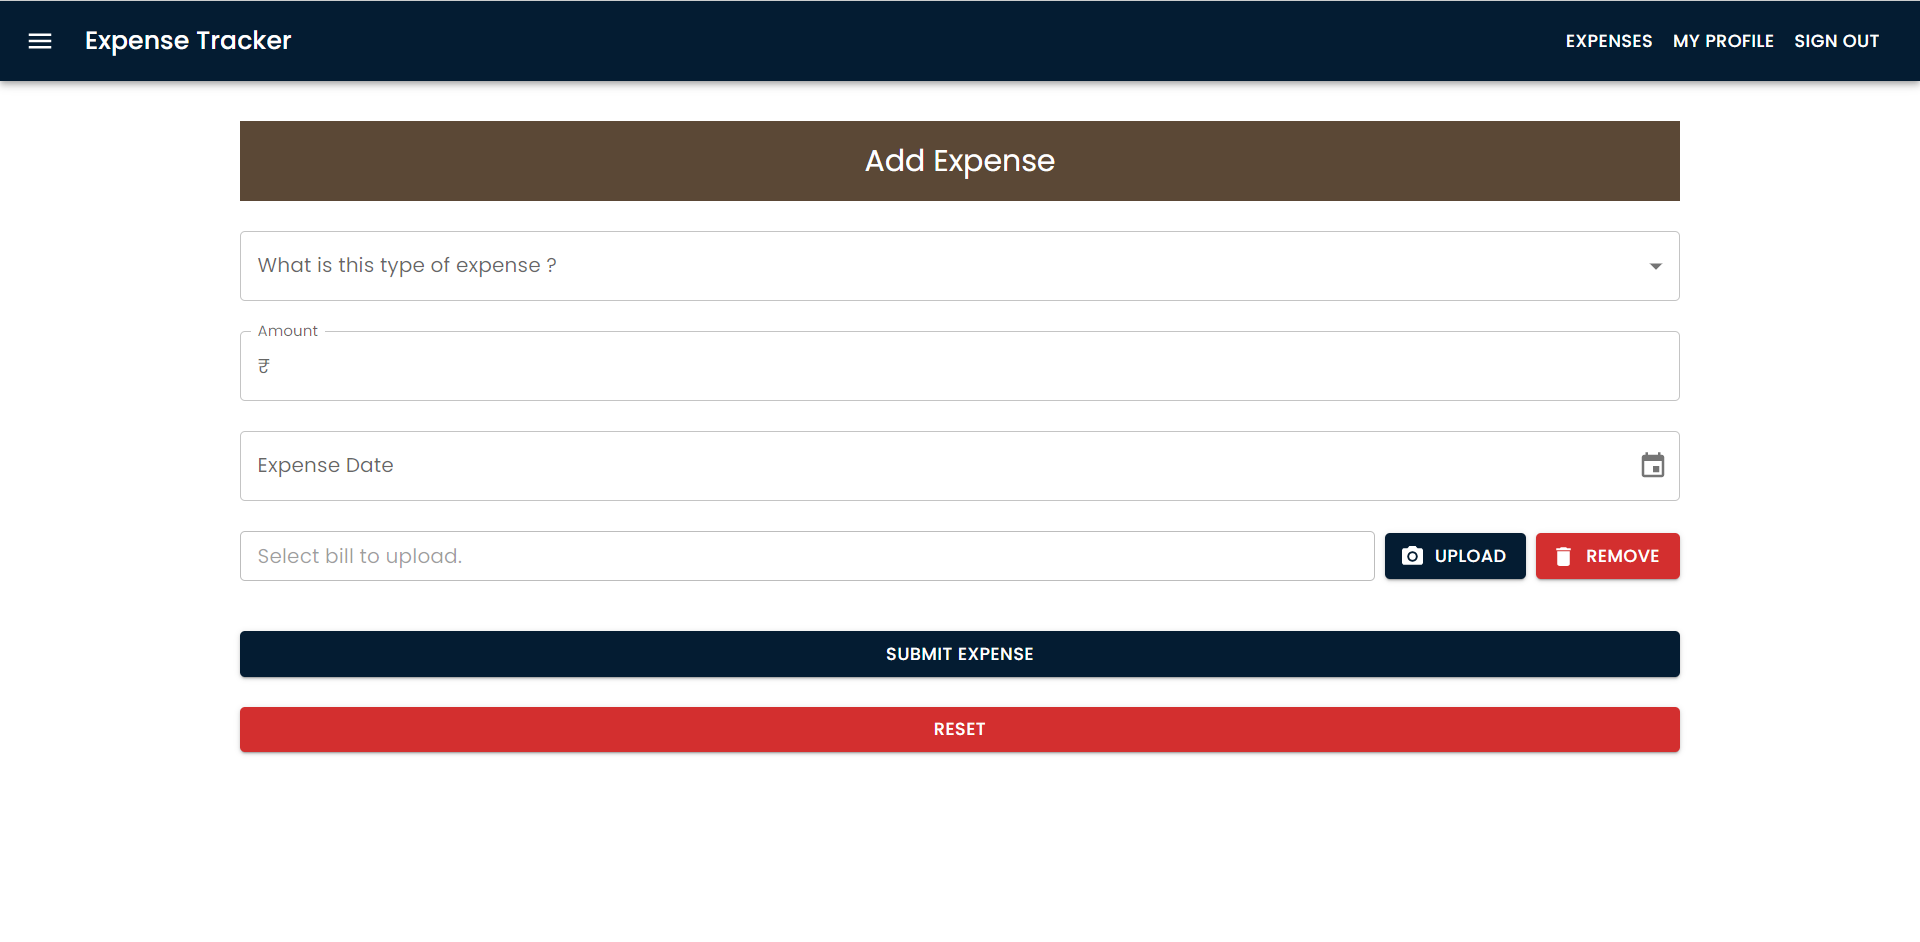 Expense Tracker
EXPENSES MY PROFILE SIGN OUT
Add Expense
What is this type of expense ?
Amount
₹
Expense Date
Select bill to upload.
UPLOAD
REMOVE
SUBMIT EXPENSE
RESET